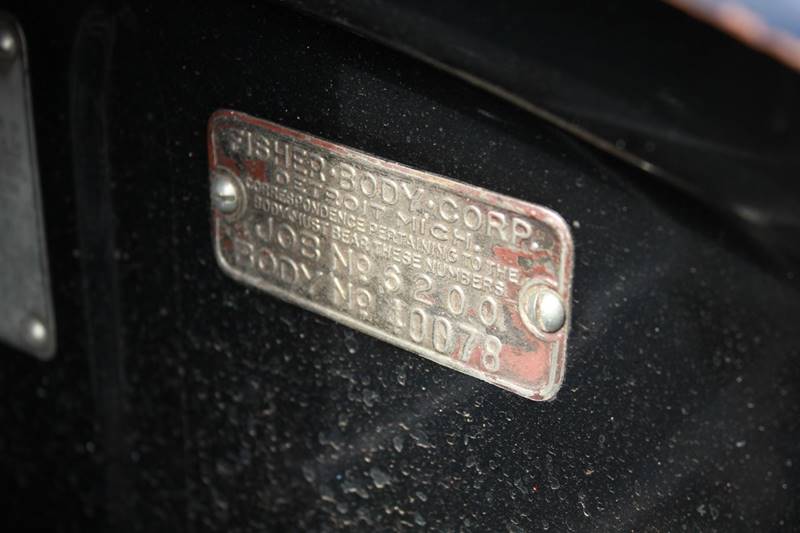 FISHER·BODY·CORP.
DETROIT MICH.
CORRESPONDENCE PERTAINING TO THE
BODY MUST BEAR THESE NUMBERS
JOB No 6200
BODY No 10078